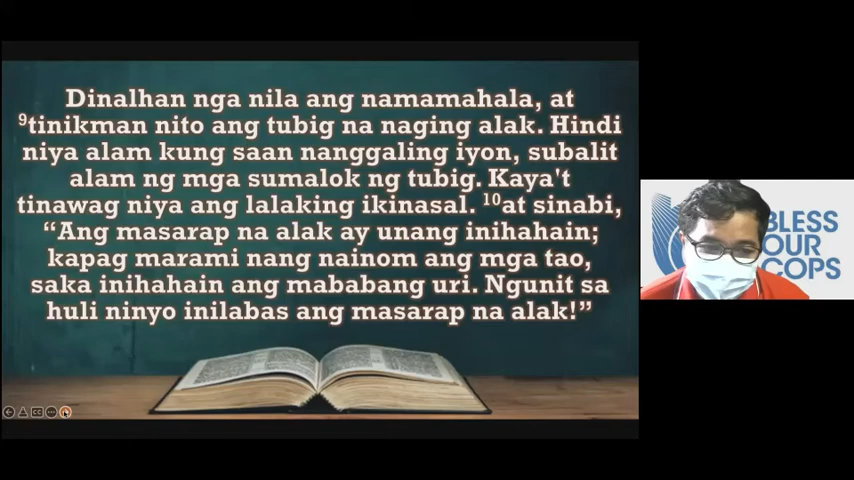 Dinalhan nga nila ang namamahala, at
⁹tinikman nito ang tubig na naging alak. Hindi
niya alam kung saan nanggaling iyon, subalit
alam ng mga sumalok ng tubig. Kaya't
tinawag niya ang lalaking ikinasal. ¹⁰at sinabi,
“Ang masarap na alak ay unang inihahain;
kapag marami nang nainom ang mga tao,
saka inihahain ang mababang uri. Ngunit sa
huli ninyo inilabas ang masarap na alak!”
BLESS
OUR
COPS